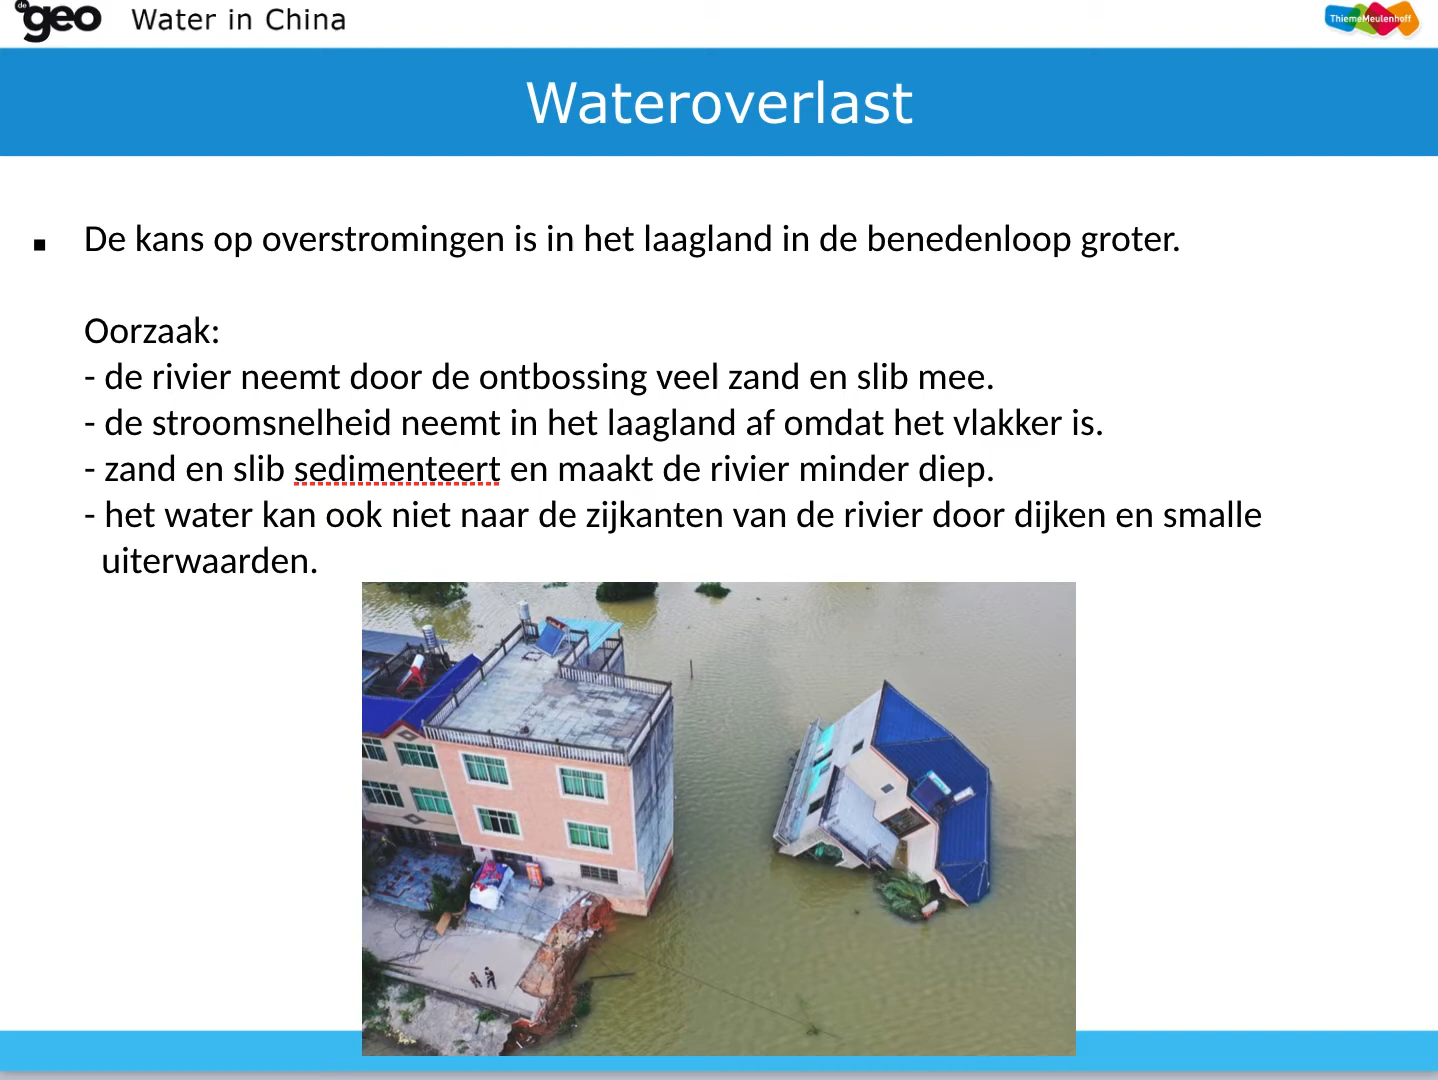 de geo Water in China ThiemeMeulenhoff
Wateroverlast
▪ De kans op overstromingen is in het laagland in de benedenloop groter.
Oorzaak:
- de rivier neemt door de ontbossing veel zand en slib mee.
- de stroomsnelheid neemt in het laagland af omdat het vlakker is.
- zand en slib sedimenteert en maakt de rivier minder diep.
- het water kan ook niet naar de zijkanten van de rivier door dijken en smalle
uiterwaarden.